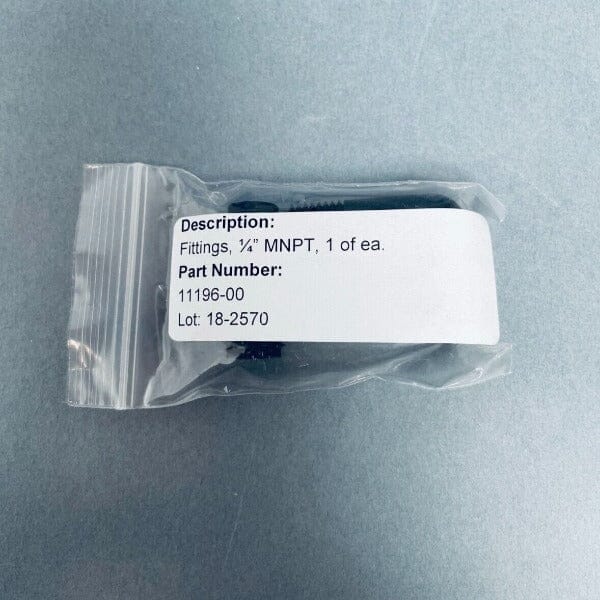 Description:
Fittings, ¼” MNPT, 1 of ea.
Part Number:
11196-00
Lot: 18-2570